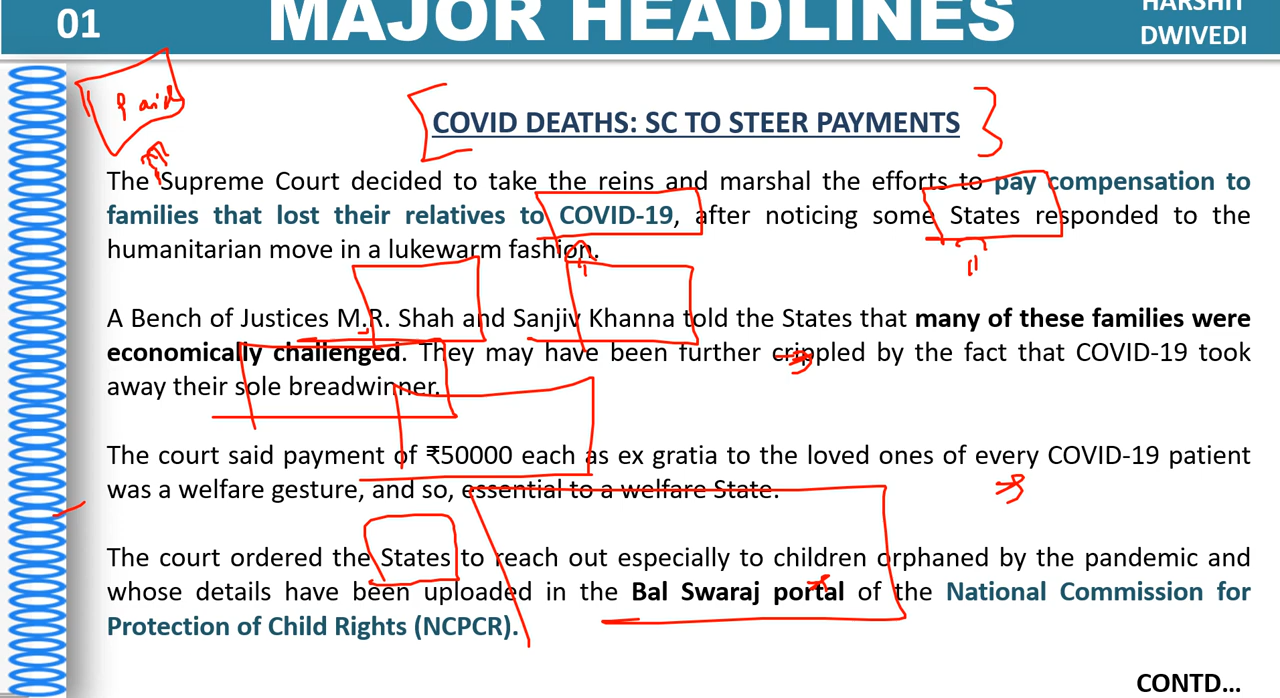 01
MAJOR HEADLINES
HARSHIT
DWIVEDI
COVID DEATHS: SC TO STEER PAYMENTS
The Supreme Court decided to take the reins and marshal the efforts to pay compensation to
families that lost their relatives to COVID-19, after noticing some States responded to the
humanitarian move in a lukewarm fashion.
A Bench of Justices M.R. Shah and Sanjiv Khanna told the States that many of these families were
economically challenged. They may have been further crippled by the fact that COVID-19 took
away their sole breadwinner.
The court said payment of ₹50000 each as ex gratia to the loved ones of every COVID-19 patient
was a welfare gesture, and so, essential to a welfare State.
The court ordered the States to reach out especially to children orphaned by the pandemic and
whose details have been uploaded in the Bal Swaraj portal of the National Commission for
Protection of Child Rights (NCPCR).
CONTD...